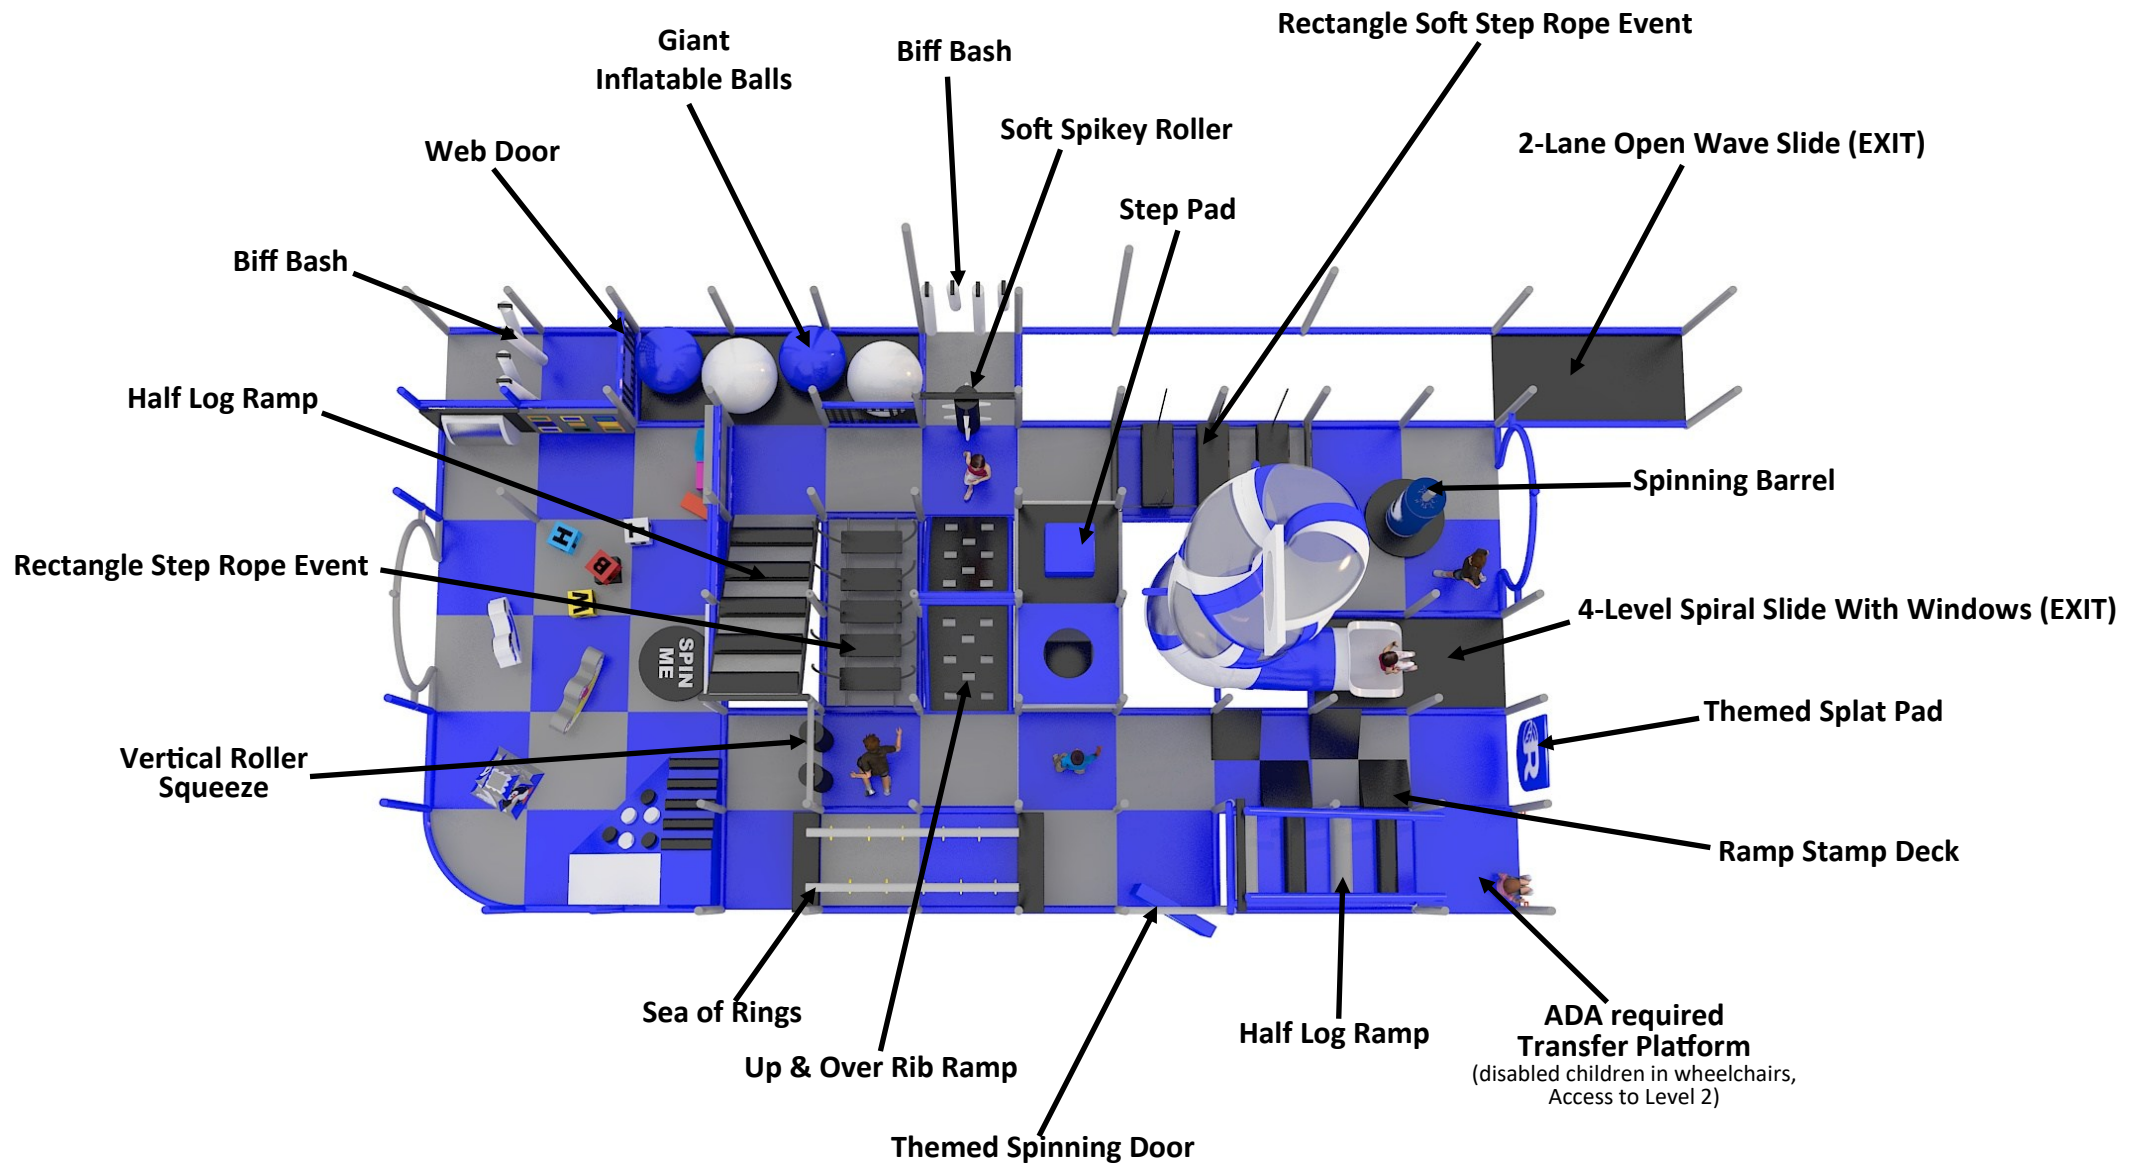 Rectangle Soft Step Rope Event
Giant
Inflatable Balls
Biff Bash
Soft Spikey Roller
2-Lane Open Wave Slide (EXIT)
Web Door
Step Pad
Biff Bash
Half Log Ramp
Spinning Barrel
H
B
W
Rectangle Step Rope Event
4-Level Spiral Slide With Windows (EXIT)
SPIN
ME
Themed Splat Pad
R
Vertical Roller
Squeeze
Ramp Stamp Deck
Sea of Rings
Half Log Ramp
ADA required
Transfer Platform
(disabled children in wheelchairs,
Access to Level 2)
Up & Over Rib Ramp
Themed Spinning Door